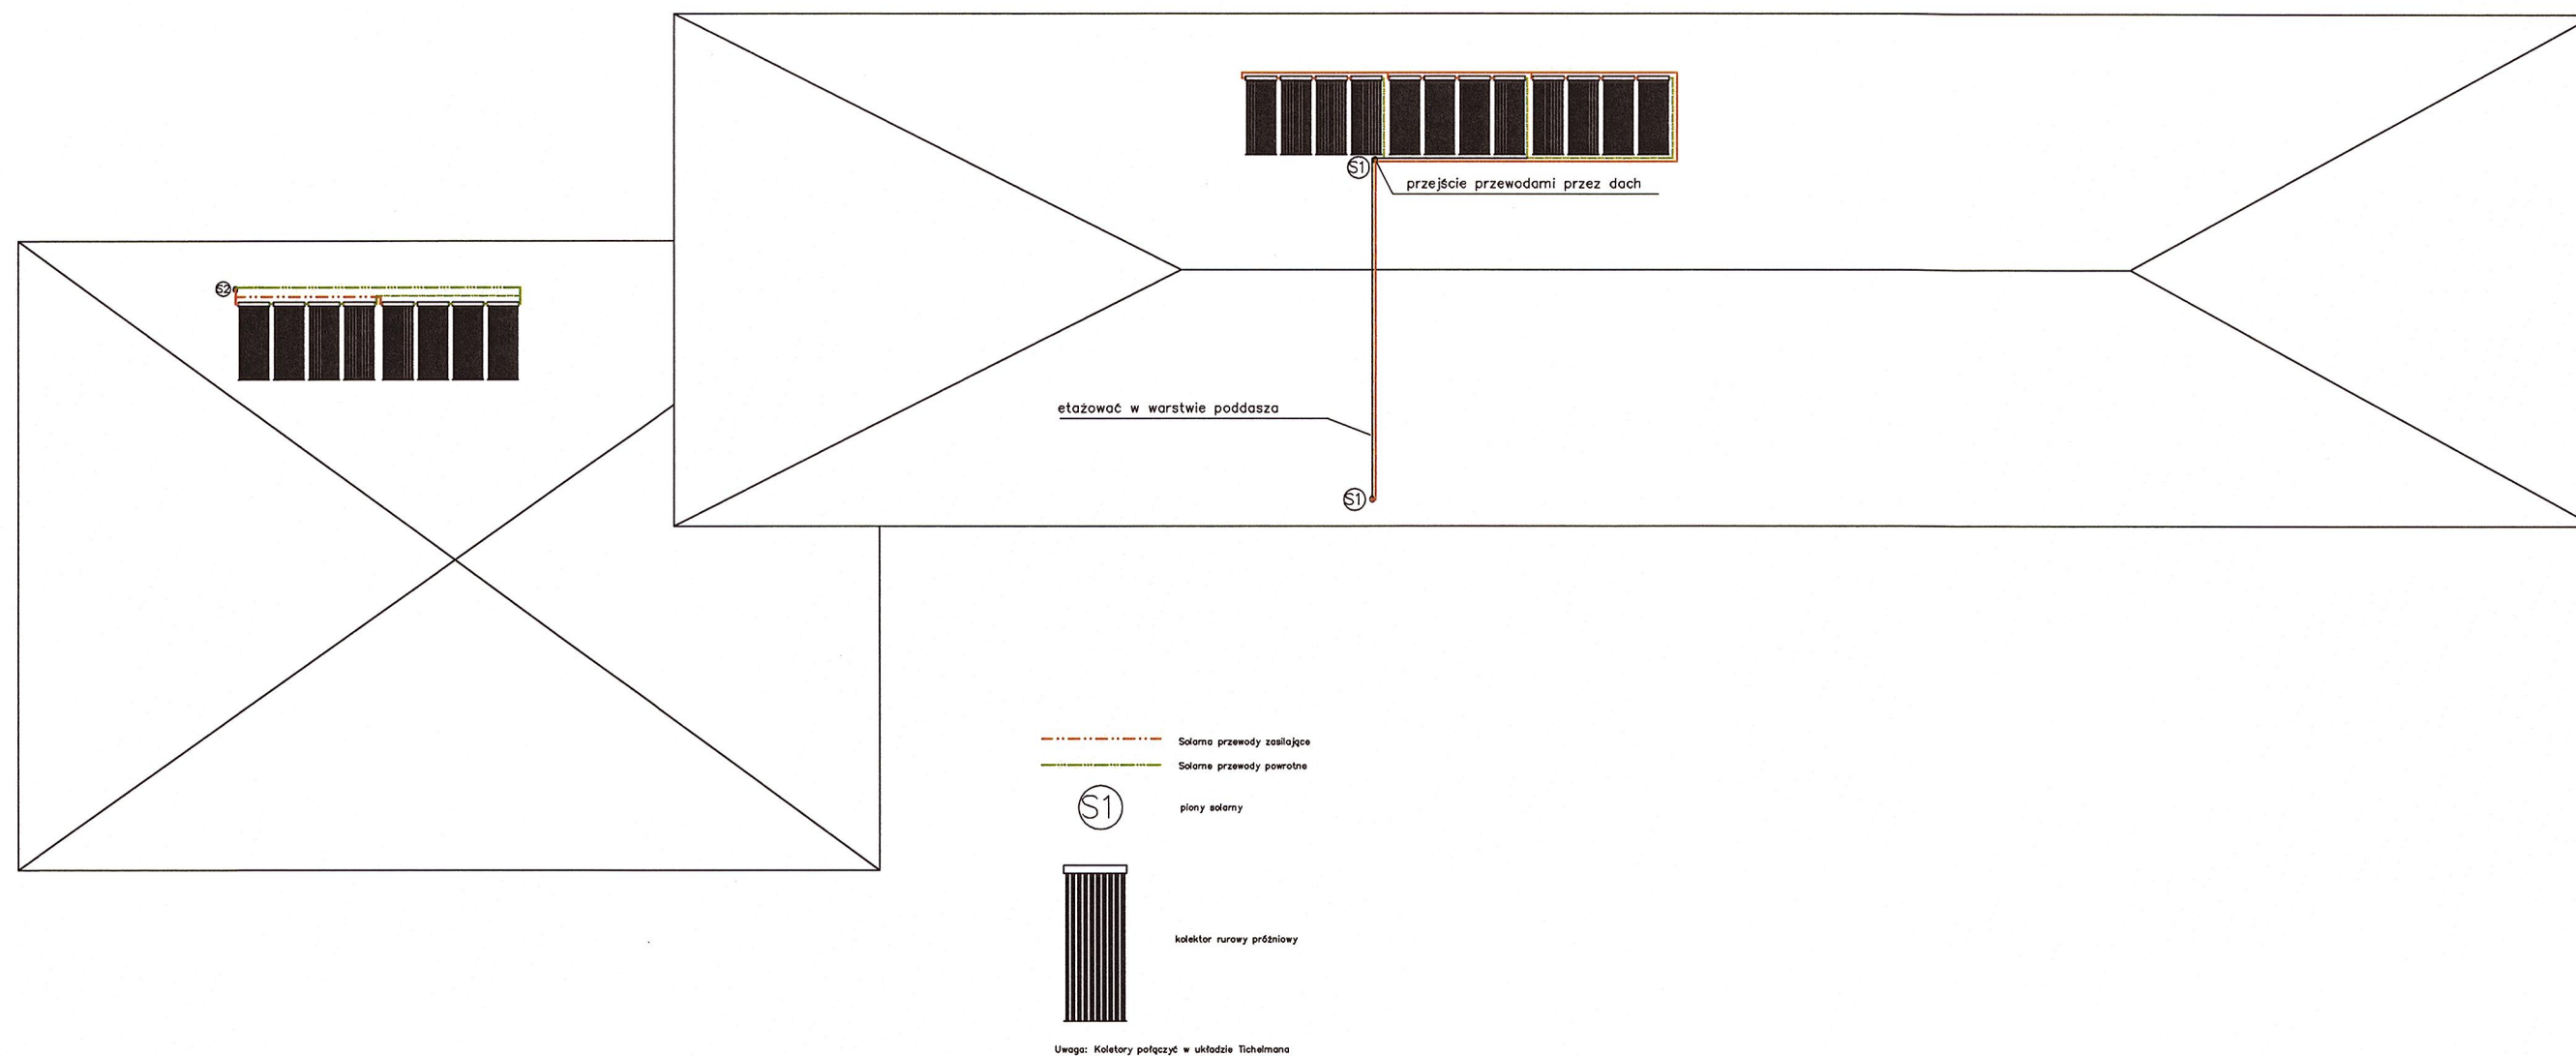 S1
przejście przewodami przez dach
S2
etażować w warstwie poddasza
S1
Solarna przewody zasilające
Solarne przewody powrotne
S1 piony solarny
kolektor rurowy próżniowy
Uwaga: Koletory połączyć w układzie Tichelmana